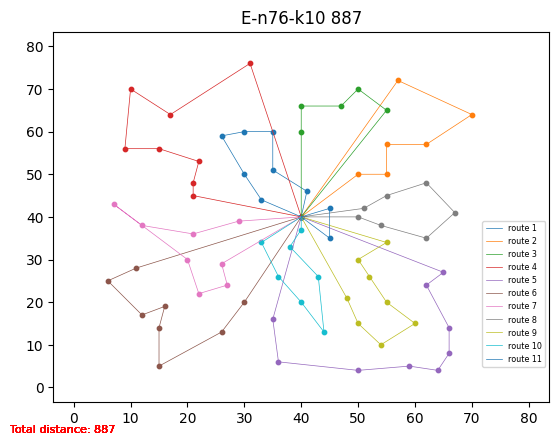 E-n76-k10 887
80
70
60
50
40
30
20
10
0
0 10 20 30 40 50 60 70 80
route 1
route 2
route 3
route 4
route 5
route 6
route 7
route 8
route 9
route 10
route 11
Total distance: 887